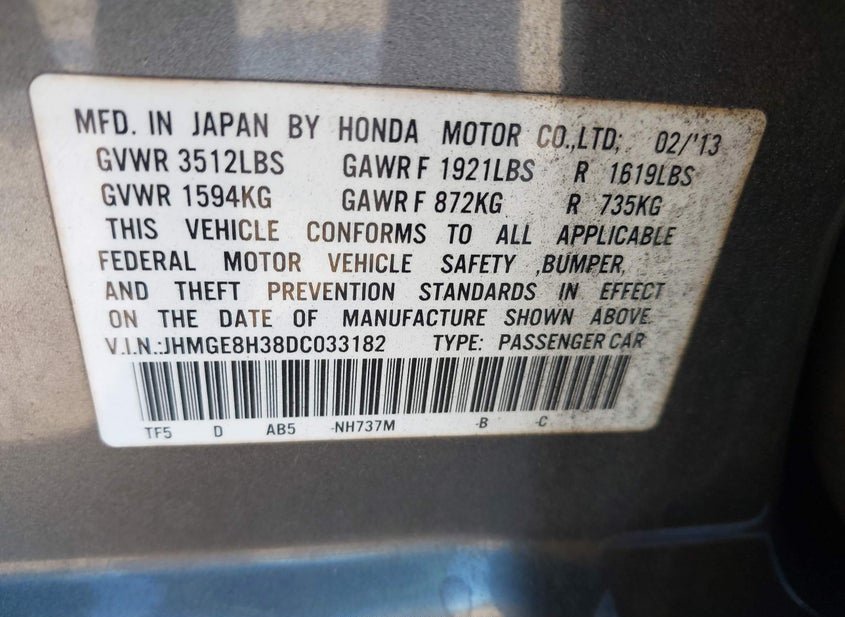 MFD. IN JAPAN BY HONDA MOTOR CO.,LTD; 02/'13
GVWR 3512LBS GAWR F 1921LBS R 1619LBS
GVWR 1594KG GAWR F 872KG R 735KG
THIS VEHICLE CONFORMS TO ALL APPLICABLE
FEDERAL MOTOR VEHICLE SAFETY ,BUMPER,
AND THEFT PREVENTION STANDARDS IN EFFECT
ON THE DATE OF MANUFACTURE SHOWN ABOVE.
V.I.N.:JHMGE8H38DC033182 TYPE: PASSENGER CAR
TF5 D AB5 -NH737M -B -C